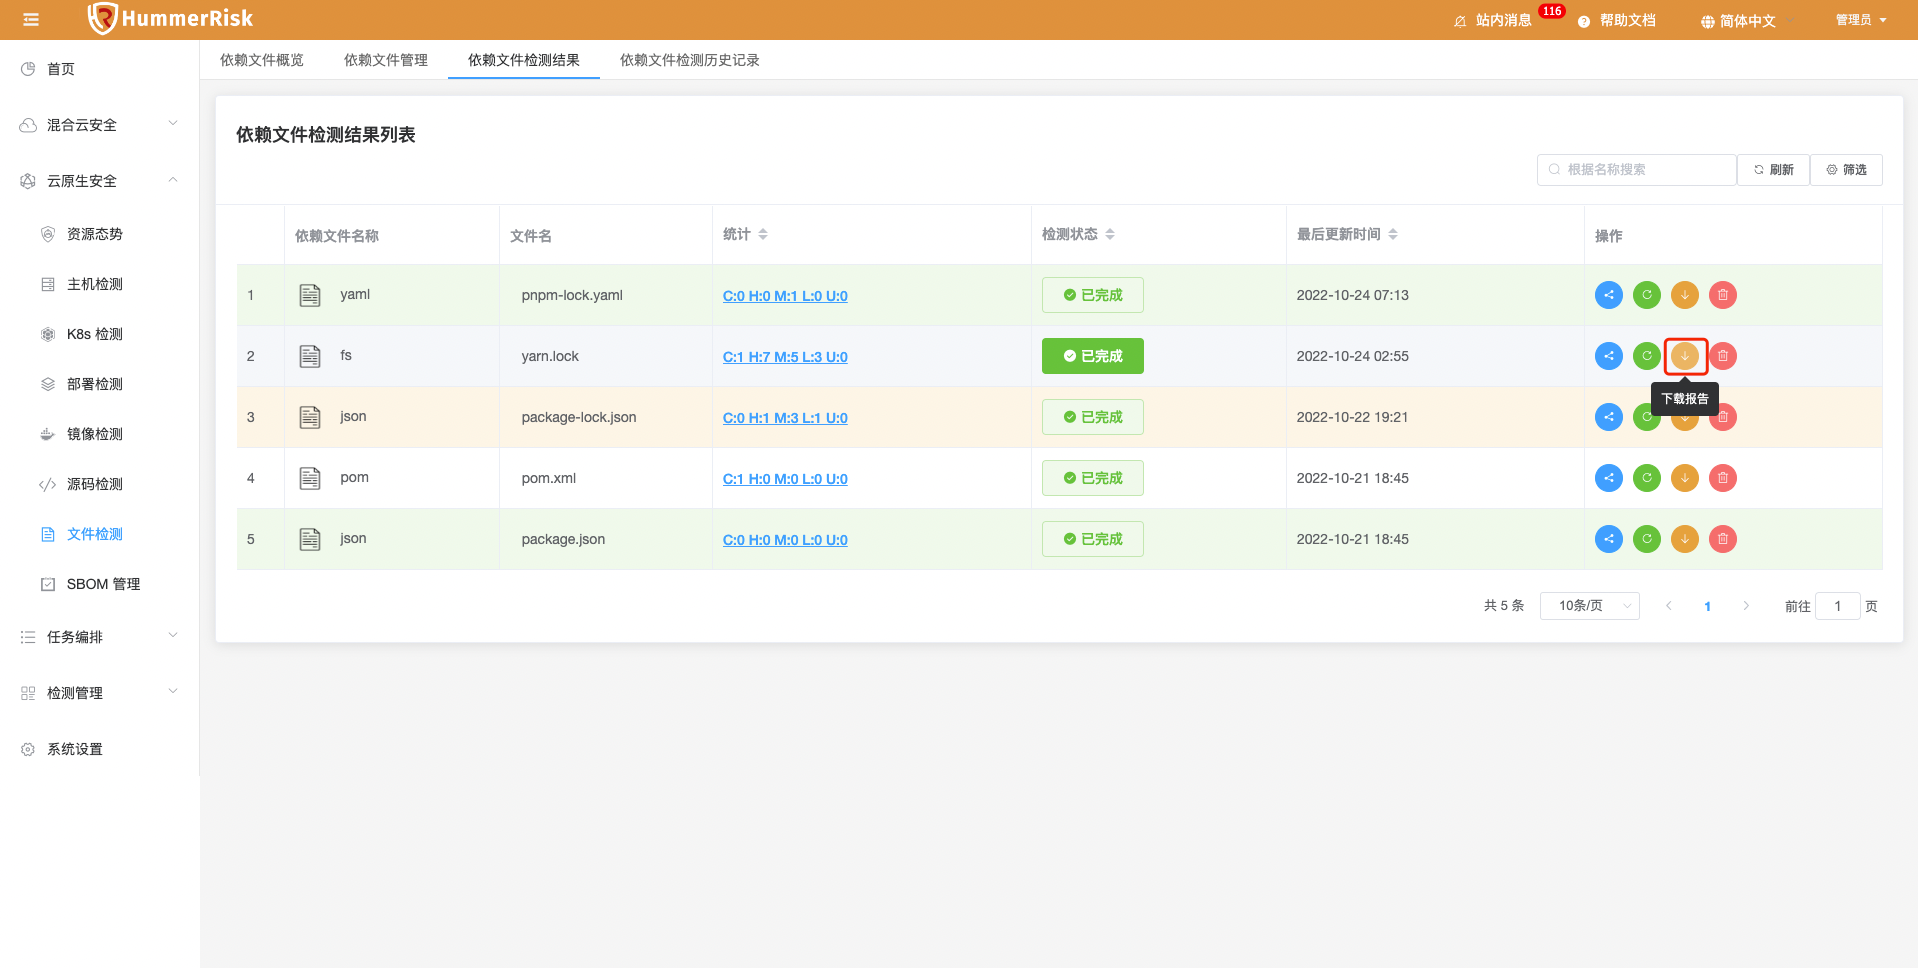 HummerRisk
站内消息 116 帮助文档 简体中文 管理员
首页
混合云安全
云原生安全
资源态势
主机检测
K8s 检测
部署检测
镜像检测
源码检测
文件检测
SBOM 管理
任务编排
检测管理
系统设置
依赖文件概览 依赖文件管理 依赖文件检测结果 依赖文件检测历史记录
依赖文件检测结果列表
根据名称搜索 刷新 筛选
依赖文件名称 文件名 统计 检测状态 最后更新时间 操作
1 yaml pnpm-lock.yaml C:0 H:0 M:1 L:0 U:0 已完成 2022-10-24 07:13
2 fs yarn.lock C:1 H:7 M:5 L:3 U:0 已完成 2022-10-24 02:55
下载报告
3 json package-lock.json C:0 H:1 M:3 L:1 U:0 已完成 2022-10-22 19:21
4 pom pom.xml C:1 H:0 M:0 L:0 U:0 已完成 2022-10-21 18:45
5 json package.json C:0 H:0 M:0 L:0 U:0 已完成 2022-10-21 18:45
共 5 条 10条/页 1 前往 1 页